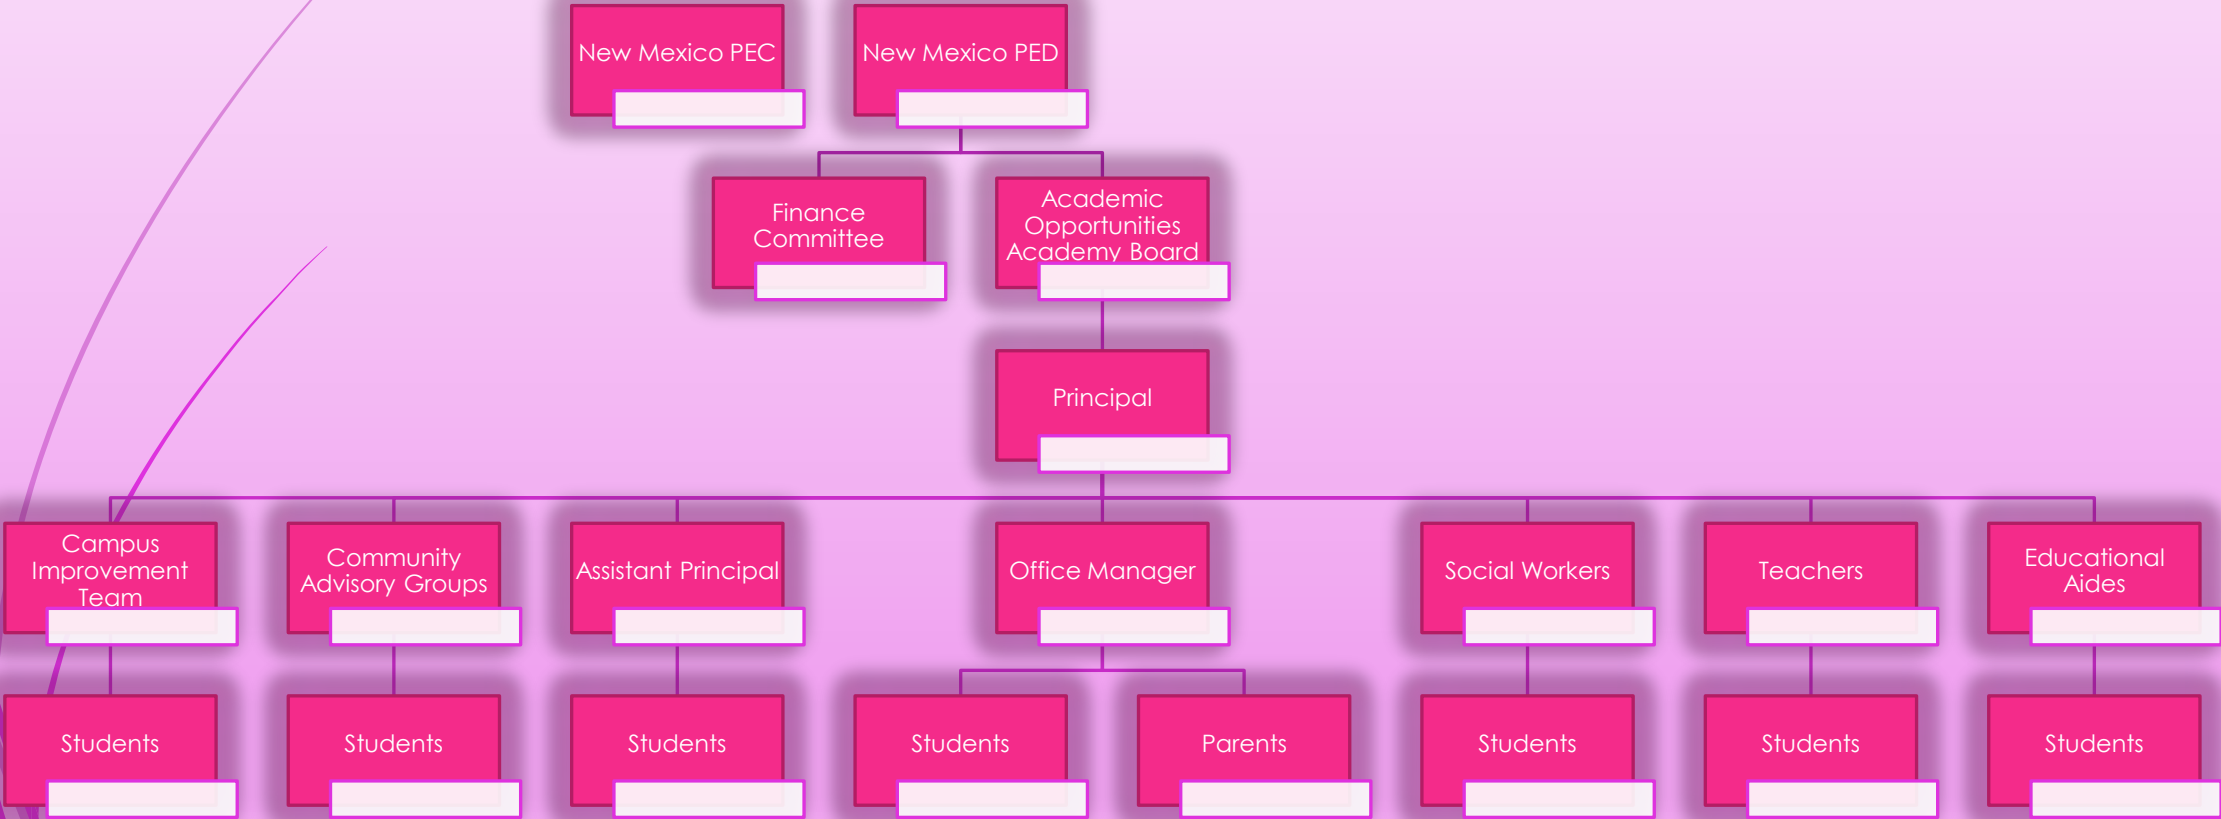 New Mexico PEC
New Mexico PED
Finance
Committee
Academic
Opportunities
Academy Board
Principal
Campus
Improvement
Team
Community
Advisory Groups
Assistant Principal
Office Manager
Social Workers
Teachers
Educational
Aides
Students
Students
Students
Students
Parents
Students
Students
Students